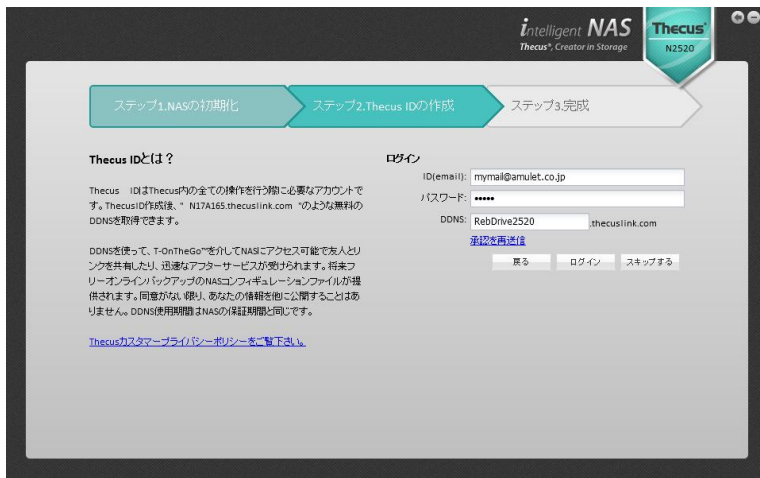 intelligent NAS
Thecus®, Creator in Storage
Thecus®
N2520
ステップ1.NASの初期化
ステップ2.Thecus IDの作成
ステップ3.完成
Thecus IDとは?
Thecus IDはThecus内の全ての操作を行う際に必要なアカウントで
す。ThecusID作成後、" N17A165.thecuslink.com "のような無料の
DDNSを取得できます。
DDNSを使って、T-OnTheGo™を介してNASにアクセス可能で友人とリ
ンクを共有したり、迅速なアフターサービスが受けられます。将来フ
リーオンラインバックアップのNASコンフィギュレーションファイルが提
供されます。同意がない限り、あなたの情報を他に公開することはあ
りません。DDNS使用期間はNASの保証期間と同じです。
Thecusカスタマープライバシーポリシーをご覧下さい。
ログイン
ID(email): mymail@amulet.co.jp
パスワード: •••••
DDNS: RebDrive2520 .thecuslink.com
承認を再送信
戻る ログイン スキップする